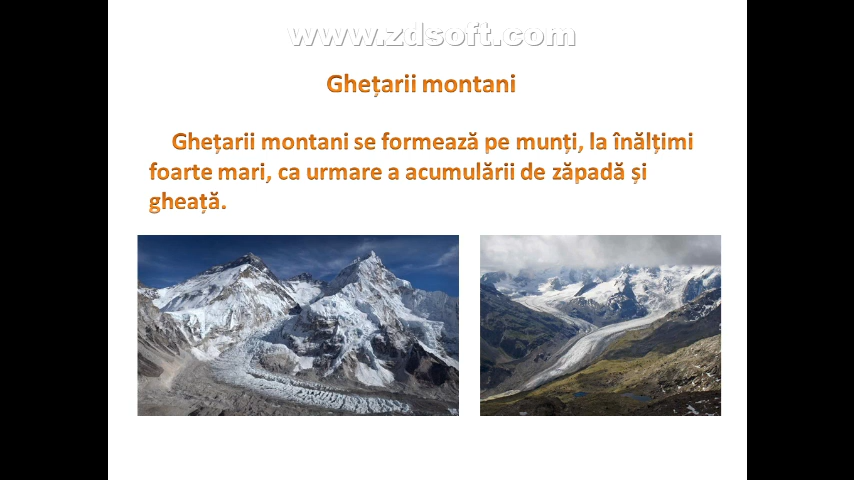 www.zdsoft.com
Ghețarii montani
Ghețarii montani se formează pe munți, la înălțimi
foarte mari, ca urmare a acumulării de zăpadă și
gheață.